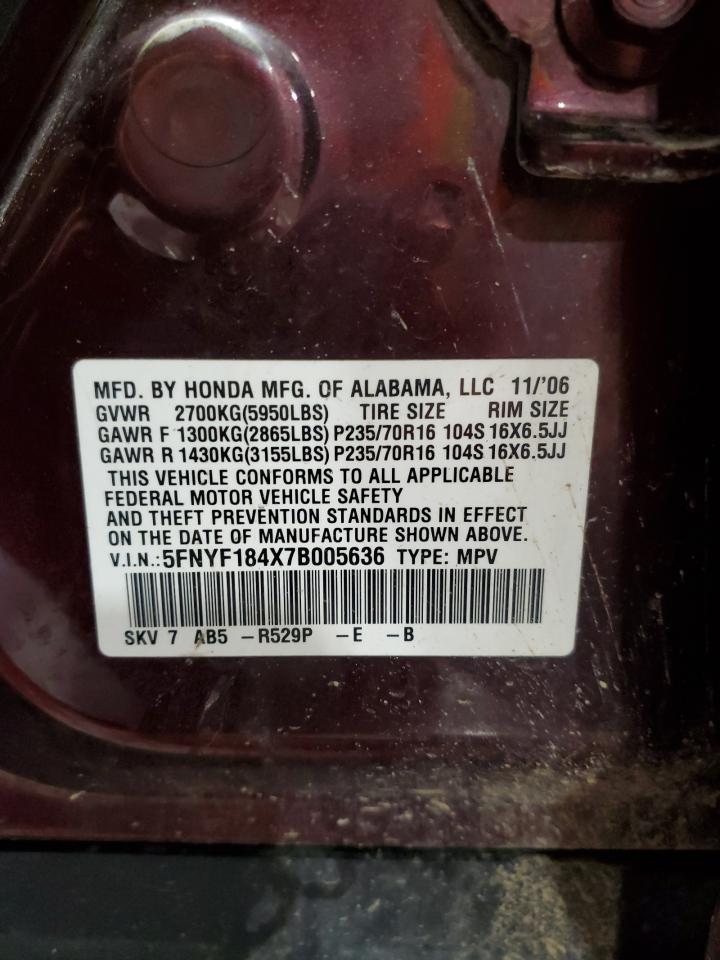 MFD. BY HONDA MFG. OF ALABAMA, LLC 11/'06
GVWR 2700KG(5950LBS) TIRE SIZE RIM SIZE
GAWR F 1300KG(2865LBS) P235/70R16 104S 16X6.5JJ
GAWR R 1430KG(3155LBS) P235/70R16 104S 16X6.5JJ
THIS VEHICLE CONFORMS TO ALL APPLICABLE
FEDERAL MOTOR VEHICLE SAFETY
AND THEFT PREVENTION STANDARDS IN EFFECT
ON THE DATE OF MANUFACTURE SHOWN ABOVE.
V.I.N.:5FNYF184X7B005636 TYPE: MPV
SKV 7 AB5 –R529P –E –B